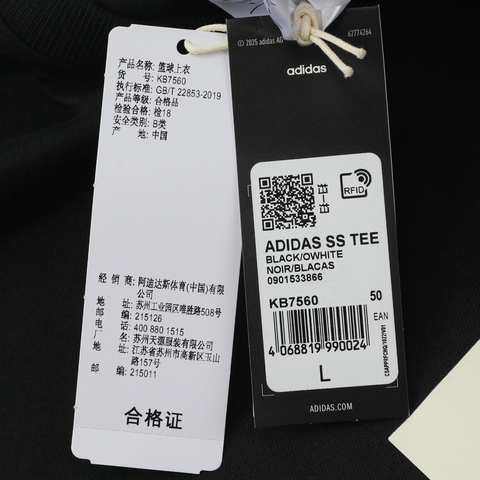 产品名称: 篮球上衣
货 号: KB7560
执行标准: GB/T 22853-2019
产品等级: 合格品
检验合格: 检18
安全类别: B类
产 地: 中国
经 销 商: 阿迪达斯体育(中国)有限
公司
地 址: 苏州工业园区唯胜路508号
邮 编: 215126
电 话: 400 880 1515
厂 名: 苏州天源服装有限公司
地 址: 江苏省苏州市高新区玉山
路157号
邮 编: 215011
合格证
© 2025 adidas AG
62774264
adidas
RFID
ADIDAS SS TEE
BLACK/OWHITE
NOIR/BLACAS
0901533866
KB7560 50
EAN
4 068819 990024
L
ADIDAS.COM